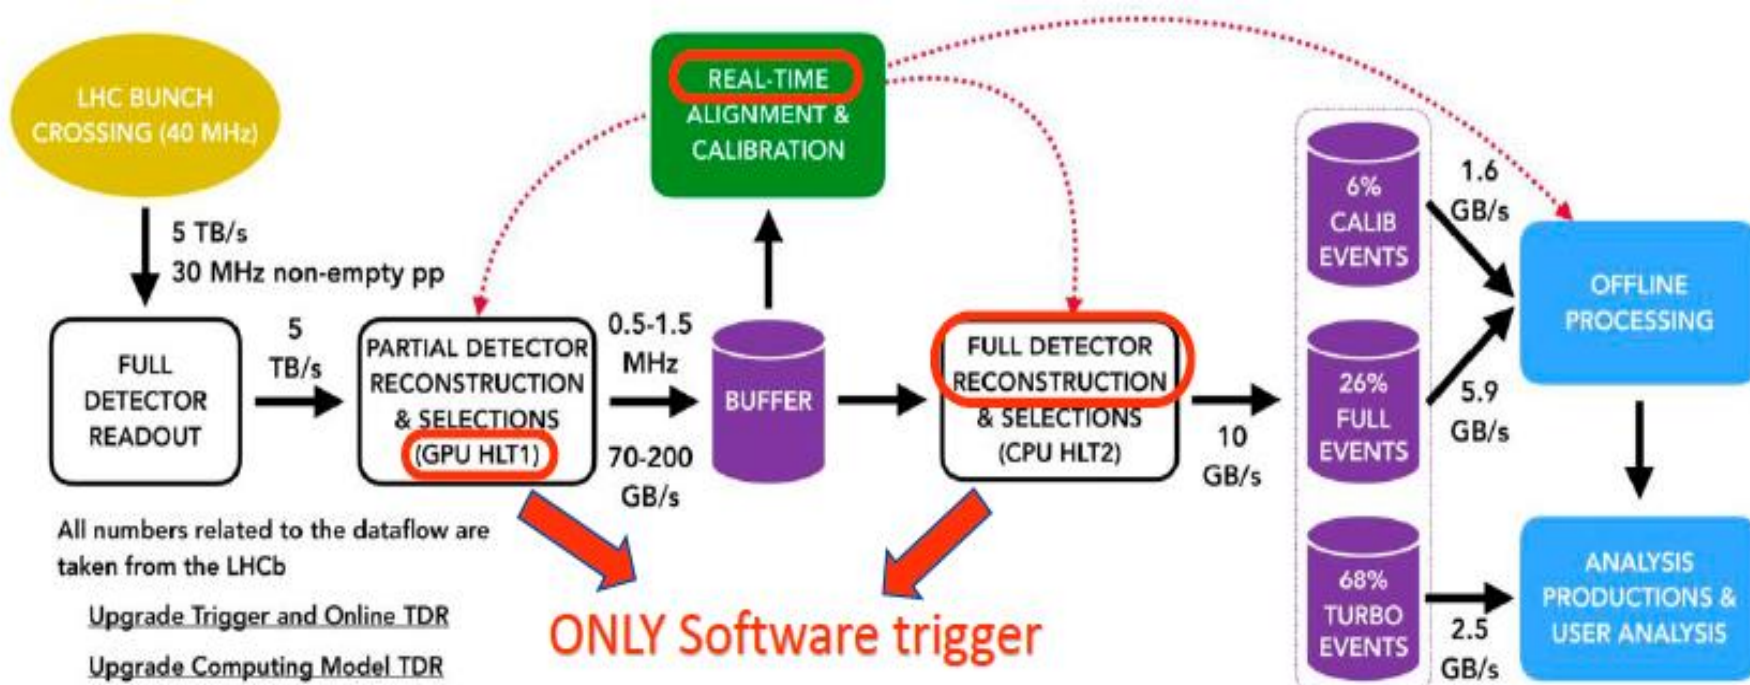 LHC BUNCH
CROSSING (40 MHz)
5 TB/s
30 MHz non-empty pp
FULL
DETECTOR
READOUT
5
TB/s
PARTIAL DETECTOR
RECONSTRUCTION
& SELECTIONS
(GPU HLT1)
0.5-1.5
MHz
70-200
GB/s
REAL-TIME
ALIGNMENT &
CALIBRATION
BUFFER
FULL DETECTOR
RECONSTRUCTION
& SELECTIONS
(CPU HLT2)
10
GB/s
6%
CALIB
EVENTS
1.6
GB/s
26%
FULL
EVENTS
5.9
GB/s
68%
TURBO
EVENTS
2.5
GB/s
OFFLINE
PROCESSING
ANALYSIS
PRODUCTIONS &
USER ANALYSIS
All numbers related to the dataflow are
taken from the LHCb
Upgrade Trigger and Online TDR
Upgrade Computing Model TDR
ONLY Software trigger